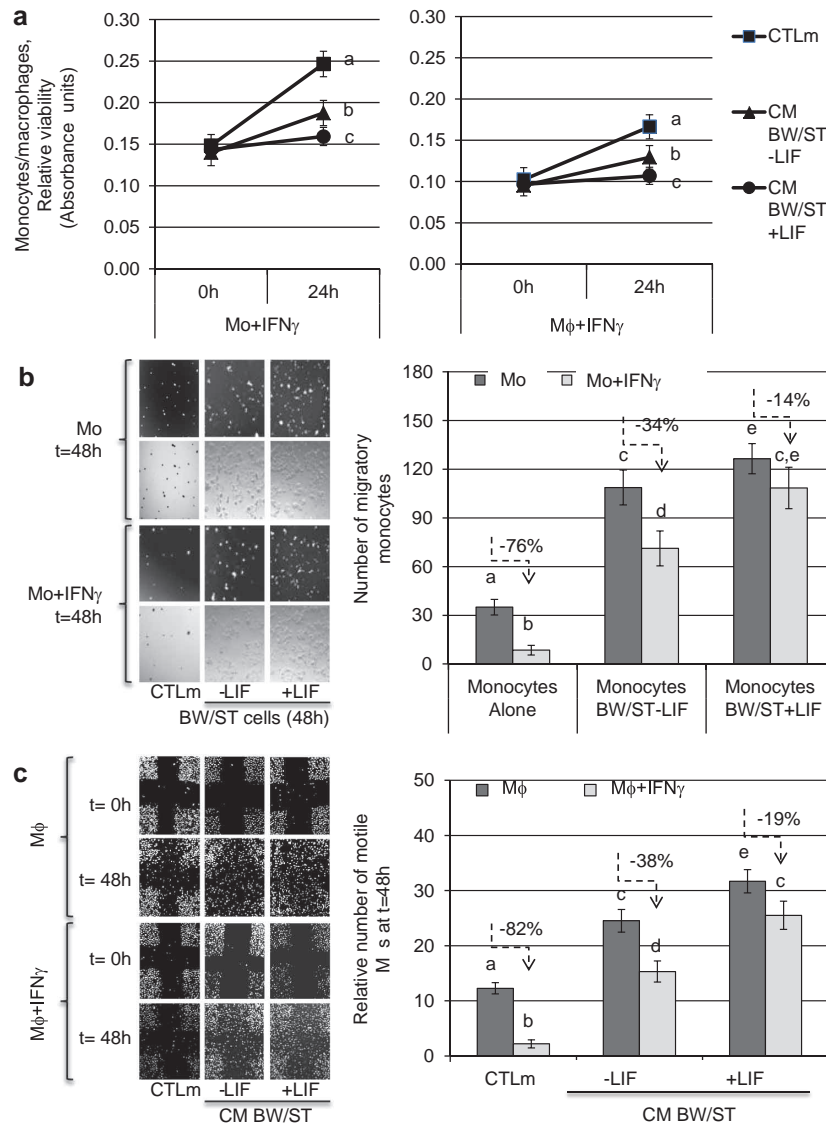 a
Monocytes/macrophages,
Relative viability
(Absorbance units)
0.30
0.25
0.20
0.15
0.10
0.05
0.00
a
b
c
0h
24h
Mo+IFNγ
0.30
0.25
0.20
0.15
0.10
0.05
0.00
a
b
c
0h
24h
Mϕ+IFNγ
CTLm
CM
BW/ST
-LIF
CM
BW/ST
+LIF
b
Mo
t=48h
Mo+IFNγ
t=48h
CTLm
-LIF
+LIF
BW/ST cells (48h)
Number of migratory
monocytes
180
150
120
90
60
30
0
Mo
Mo+IFNγ
-76%
a
b
-34%
c
d
-14%
e
c,e
Monocytes
Alone
Monocytes
BW/ST-LIF
Monocytes
BW/ST+LIF
c
Mϕ
t= 0h
t= 48h
Mϕ+IFNγ
t= 0h
t= 48h
CTLm
-LIF
+LIF
CM BW/ST
Relative number of motile
M s at t=48h
50
40
30
20
10
0
Mϕ
Mϕ+IFNγ
-82%
a
b
-38%
c
d
-19%
e
c
CTLm
-LIF
+LIF
CM BW/ST